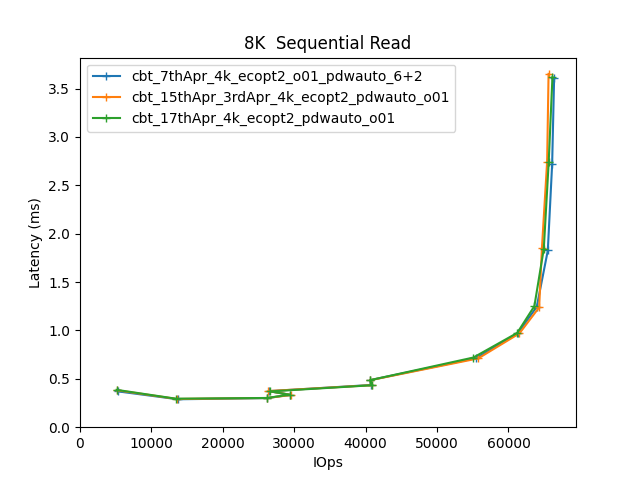 8K  Sequential Read
cbt_7thApr_4k_ecopt2_o01_pdwauto_6+2
cbt_15thApr_3rdApr_4k_ecopt2_pdwauto_o01
cbt_17thApr_4k_ecopt2_pdwauto_o01
Latency (ms)
3.5
3.0
2.5
2.0
1.5
1.0
0.5
0.0
0 10000 20000 30000 40000 50000 60000
IOps